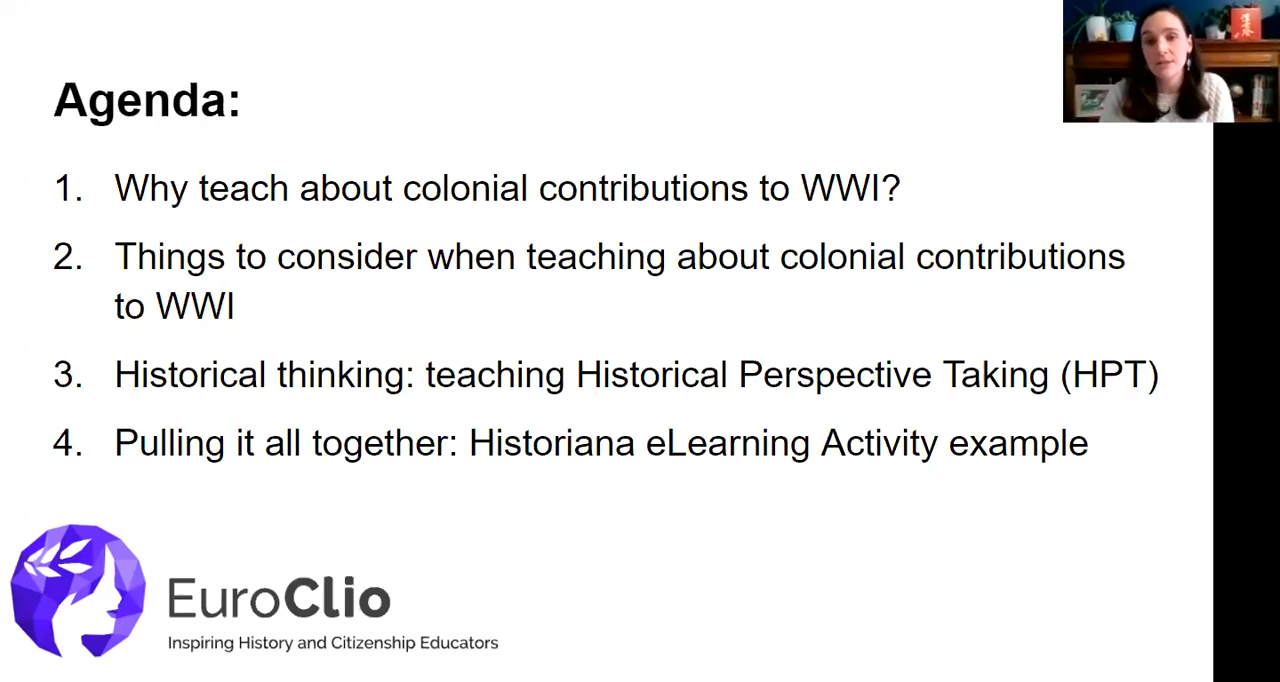 Agenda:
1. Why teach about colonial contributions to WWI?
2. Things to consider when teaching about colonial contributions
to WWI
3. Historical thinking: teaching Historical Perspective Taking (HPT)
4. Pulling it all together: Historiana eLearning Activity example
EuroClio
Inspiring History and Citizenship Educators